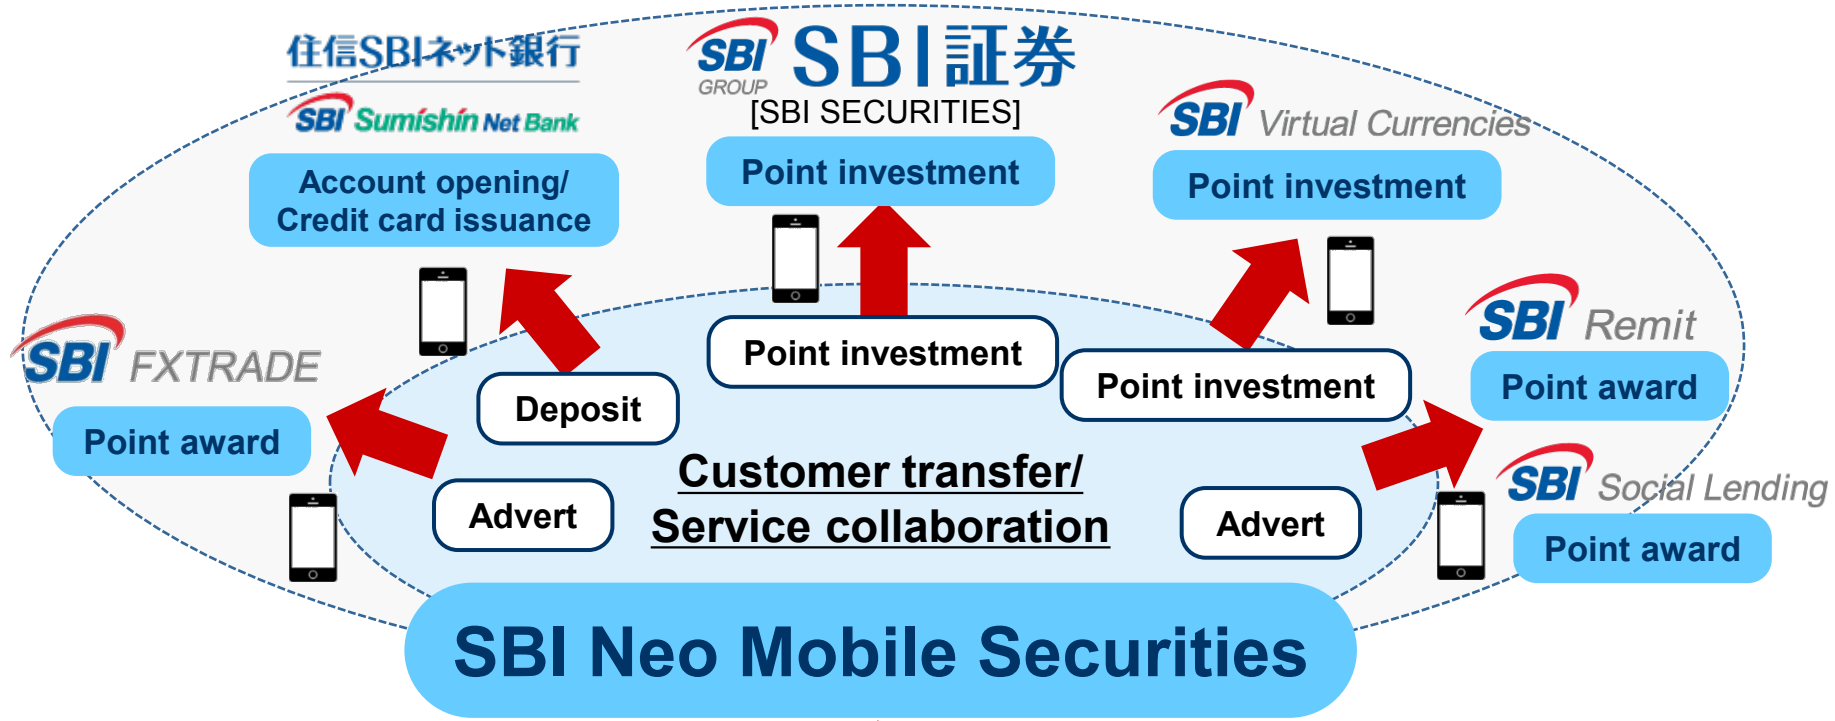 住信SBIネット銀行
SBI Sumishin Net Bank
Account opening/
Credit card issuance
SBI GROUP
SBI証券
[SBI SECURITIES]
Point investment
SBI Virtual Currencies
Point investment
SBI FXTRADE
Point award
SBI Remit
Point award
SBI Social Lending
Point award
Deposit
Point investment
Point investment
Advert
Advert
Customer transfer/
Service collaboration
SBI Neo Mobile Securities